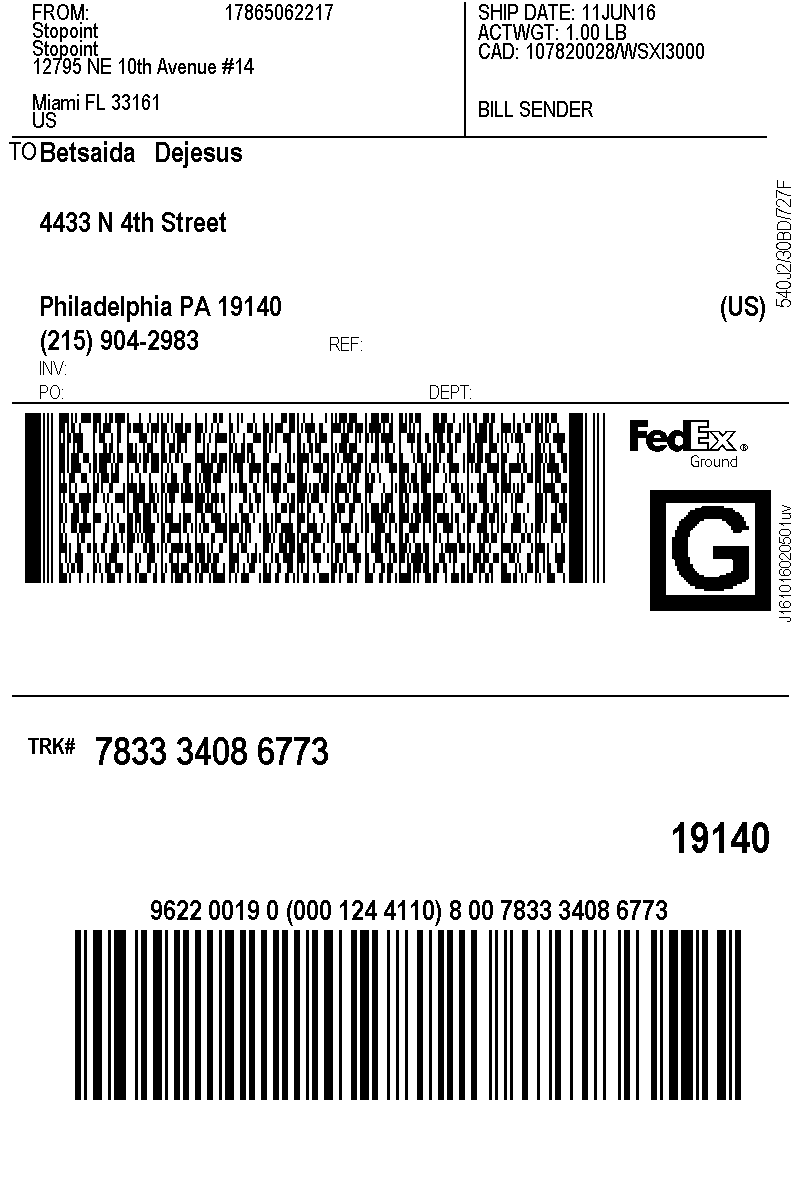 FROM: 17865062217
Stopoint
Stopoint
12795 NE 10th Avenue #14
Miami FL 33161
US
SHIP DATE: 11JUN16
ACTWGT: 1.00 LB
CAD: 107820028/WSXI3000
BILL SENDER
TO Betsaida Dejesus
4433 N 4th Street
Philadelphia PA 19140 (US)
(215) 904-2983 REF:
INV:
PO: DEPT:
540J2/30BD/727F
FedEx ®
Ground
G
J161016020501uv
TRK# 7833 3408 6773
19140
9622 0019 0 (000 124 4110) 8 00 7833 3408 6773